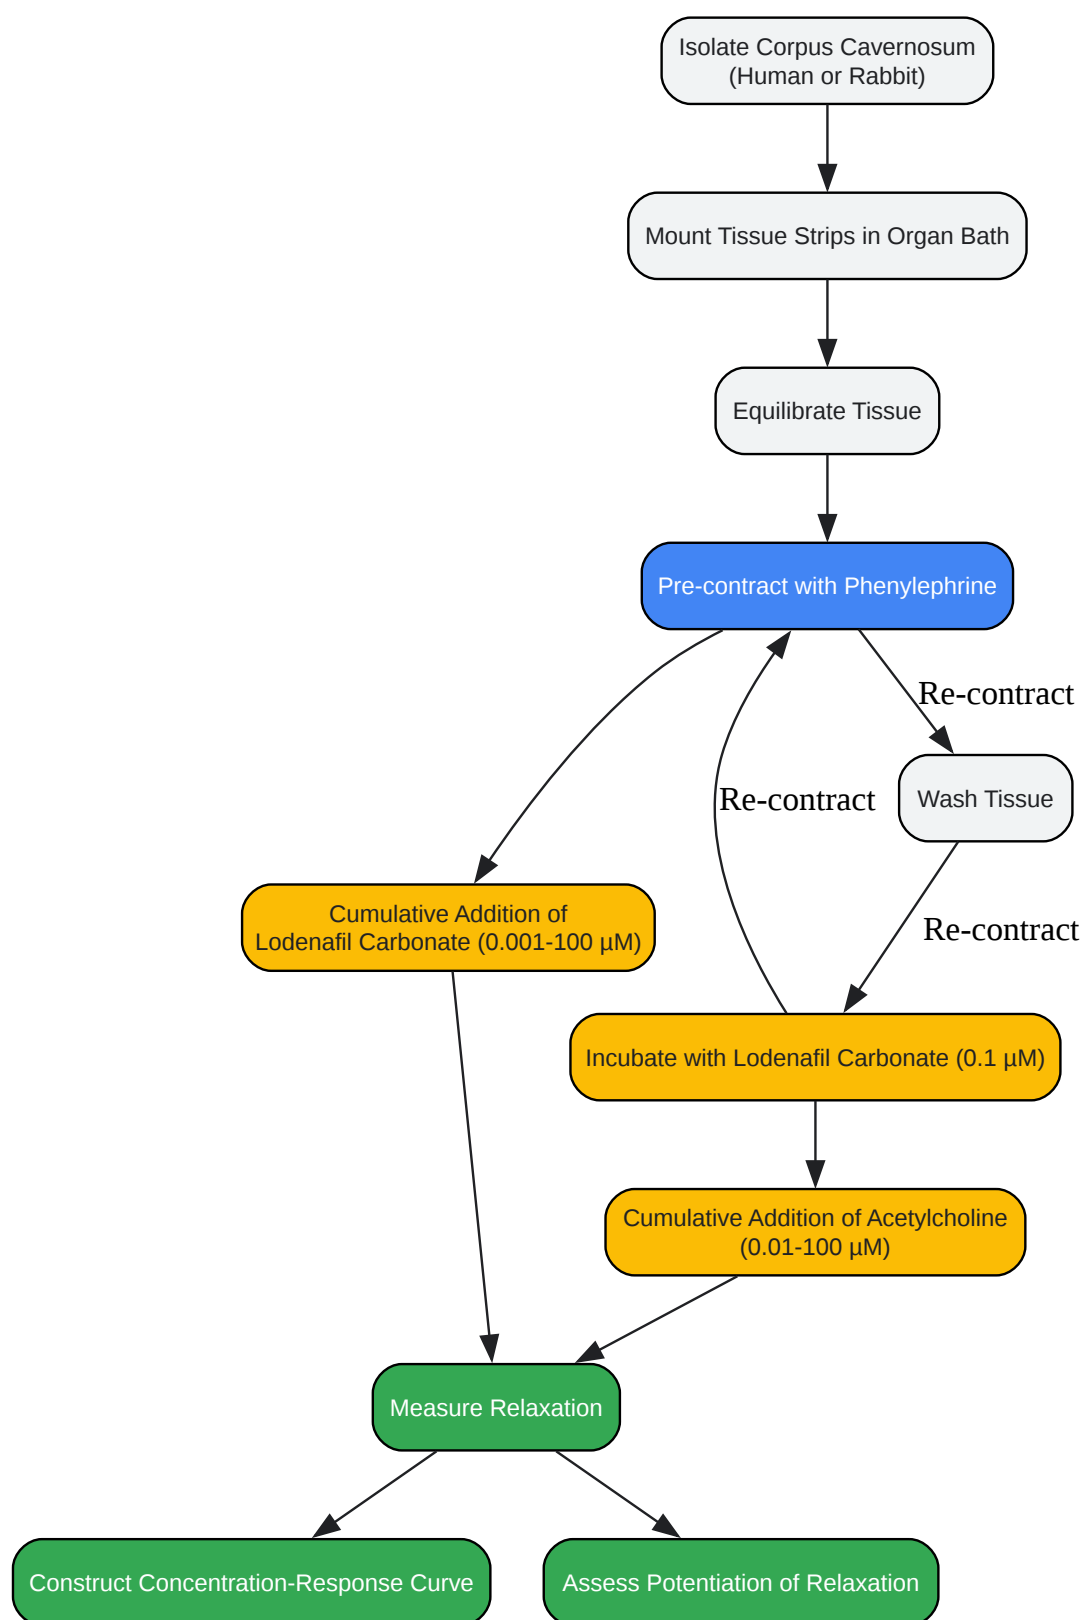 Isolate Corpus Cavernosum
(Human or Rabbit)
Mount Tissue Strips in Organ Bath
Equilibrate Tissue
Pre-contract with Phenylephrine
Re-contract
Re-contract
Wash Tissue
Cumulative Addition of
Lodenafil Carbonate (0.001-100 µM)
Re-contract
Incubate with Lodenafil Carbonate (0.1 µM)
Cumulative Addition of Acetylcholine
(0.01-100 µM)
Measure Relaxation
Construct Concentration-Response Curve
Assess Potentiation of Relaxation